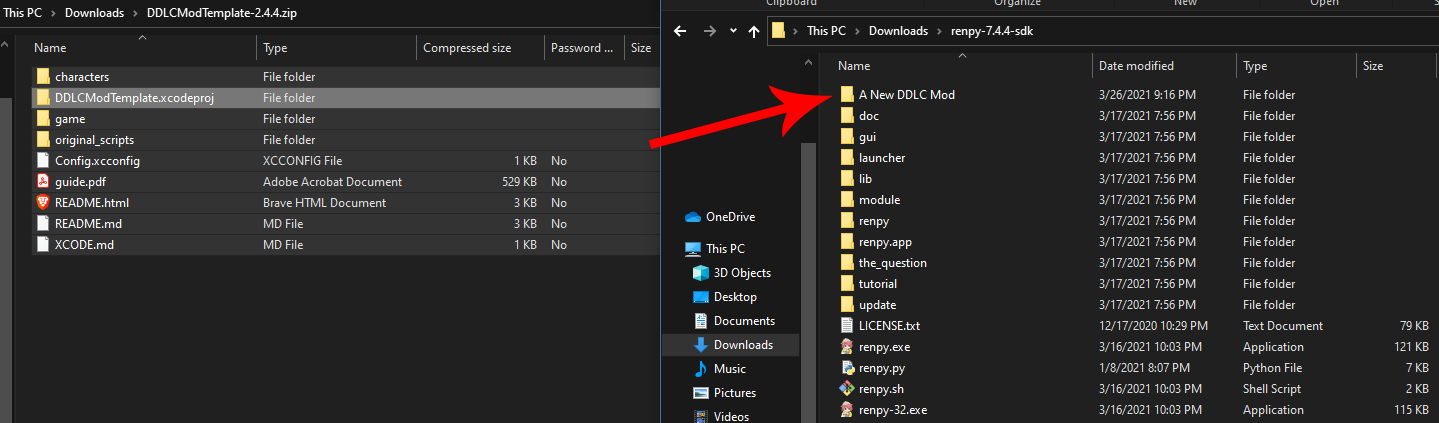 This PC > Downloads > DDLCModTemplate-2.4.4.zip
Name Type Compressed size Password ... Size
characters File folder
DDLCModTemplate.xcodeproj File folder
game File folder
original_scripts File folder
Config.xcconfig XCCONFIG File 1 KB No
guide.pdf Adobe Acrobat Document 529 KB No
README.html Brave HTML Document 3 KB No
README.md MD File 3 KB No
XCODE.md MD File 1 KB No
Clipboard Organize New Open Select
This PC > Downloads > renpy-7.4.4-sdk
OneDrive
This PC
3D Objects
Desktop
Documents
Downloads
Music
Pictures
Videos
Name Date modified Type Size
A New DDLC Mod 3/26/2021 9:16 PM File folder
doc 3/17/2021 7:56 PM File folder
gui 3/17/2021 7:56 PM File folder
launcher 3/17/2021 7:56 PM File folder
lib 3/17/2021 7:56 PM File folder
module 3/17/2021 7:56 PM File folder
renpy 3/17/2021 7:56 PM File folder
renpy.app 3/17/2021 7:56 PM File folder
the_question 3/17/2021 7:56 PM File folder
tutorial 3/17/2021 7:56 PM File folder
update 3/17/2021 7:56 PM File folder
LICENSE.txt 12/17/2020 10:29 PM Text Document 79 KB
renpy.exe 3/16/2021 10:03 PM Application 121 KB
renpy.py 1/8/2021 8:07 PM Python File 7 KB
renpy.sh 3/16/2021 10:03 PM Shell Script 2 KB
renpy-32.exe 3/16/2021 10:03 PM Application 115 KB